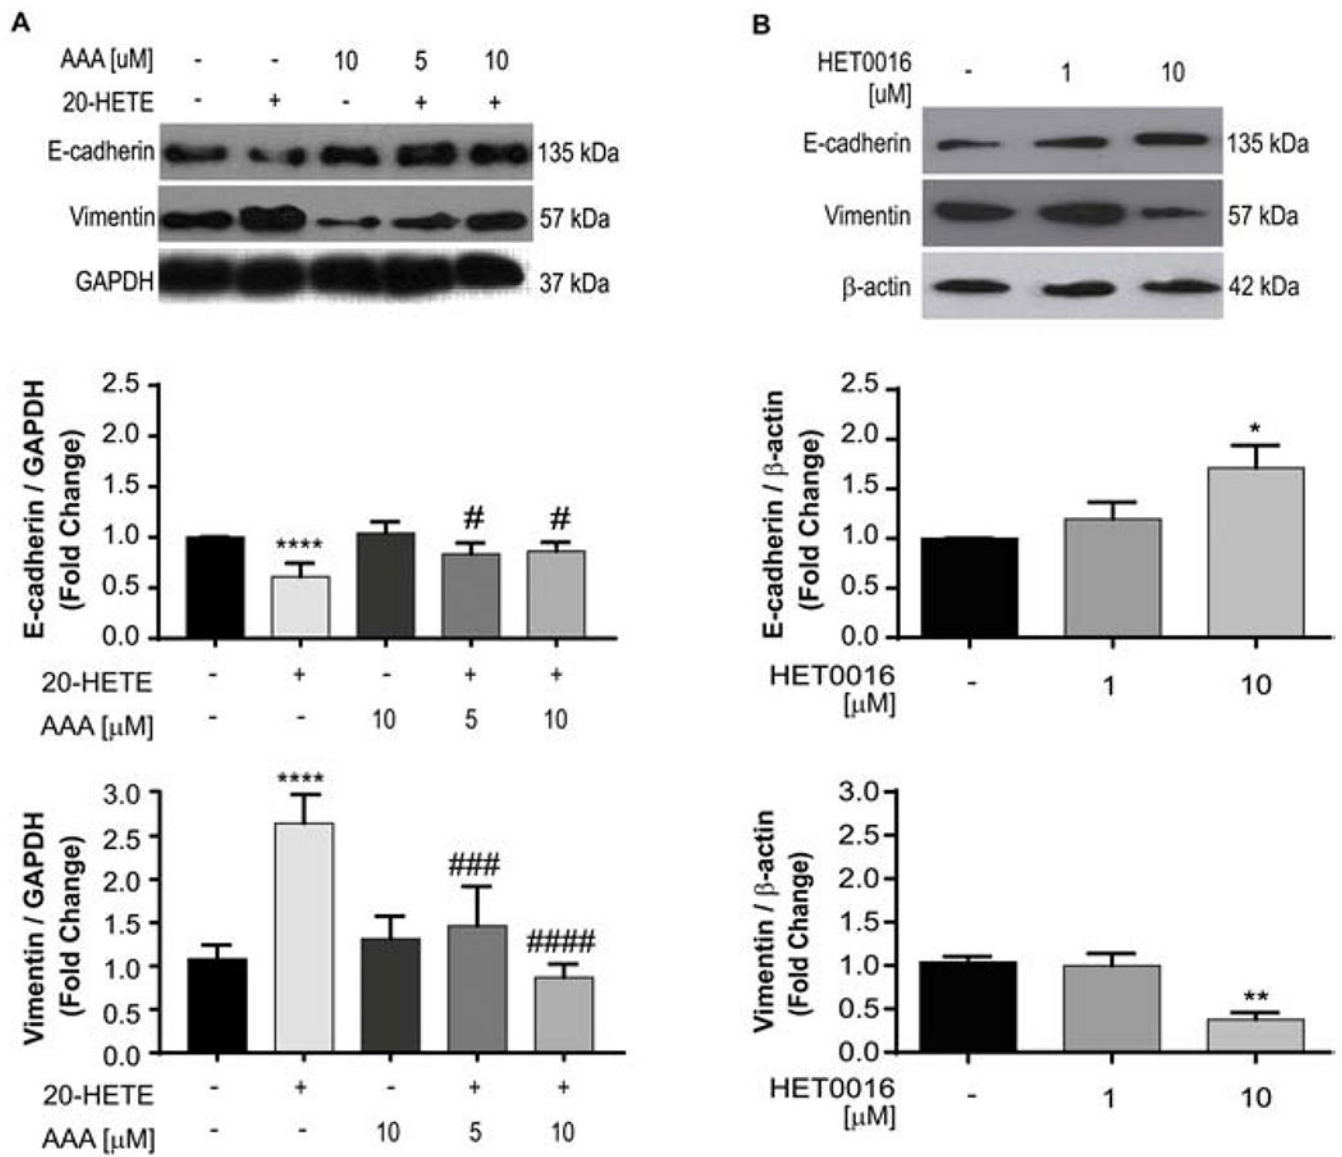 A
AAA [uM] - - 10 5 10
20-HETE - + - + +
E-cadherin 135 kDa
Vimentin 57 kDa
GAPDH 37 kDa
E-cadherin / GAPDH
(Fold Change)
2.5
2.0
1.5
1.0
0.5
0.0
**** # #
20-HETE - + - + +
AAA [µM] - - 10 5 10
Vimentin / GAPDH
(Fold Change)
3.0
2.5
2.0
1.5
1.0
0.5
0.0
****
###
####
20-HETE - + - + +
AAA [µM] - - 10 5 10
B
HET0016
[uM] - 1 10
E-cadherin 135 kDa
Vimentin 57 kDa
β-actin 42 kDa
E-cadherin / β-actin
(Fold Change)
2.5
2.0
1.5
1.0
0.5
0.0
*
HET0016
[µM] - 1 10
Vimentin / β-actin
(Fold Change)
3.0
2.5
2.0
1.5
1.0
0.5
0.0
**
HET0016
[µM] - 1 10